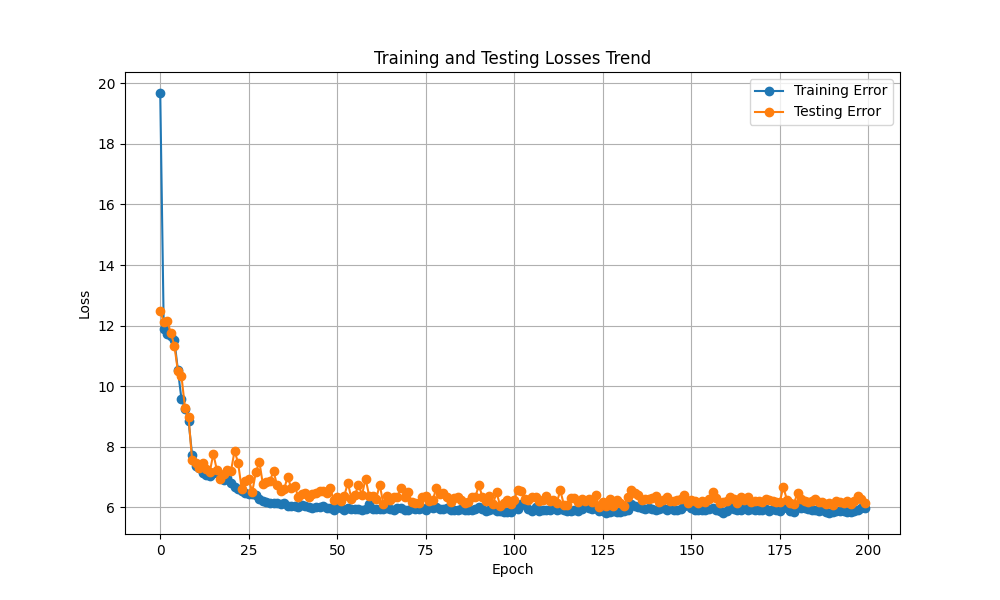 Training and Testing Losses Trend
Training Error
Testing Error
Loss
20
18
16
14
12
10
8
6
0 25 50 75 100 125 150 175 200
Epoch